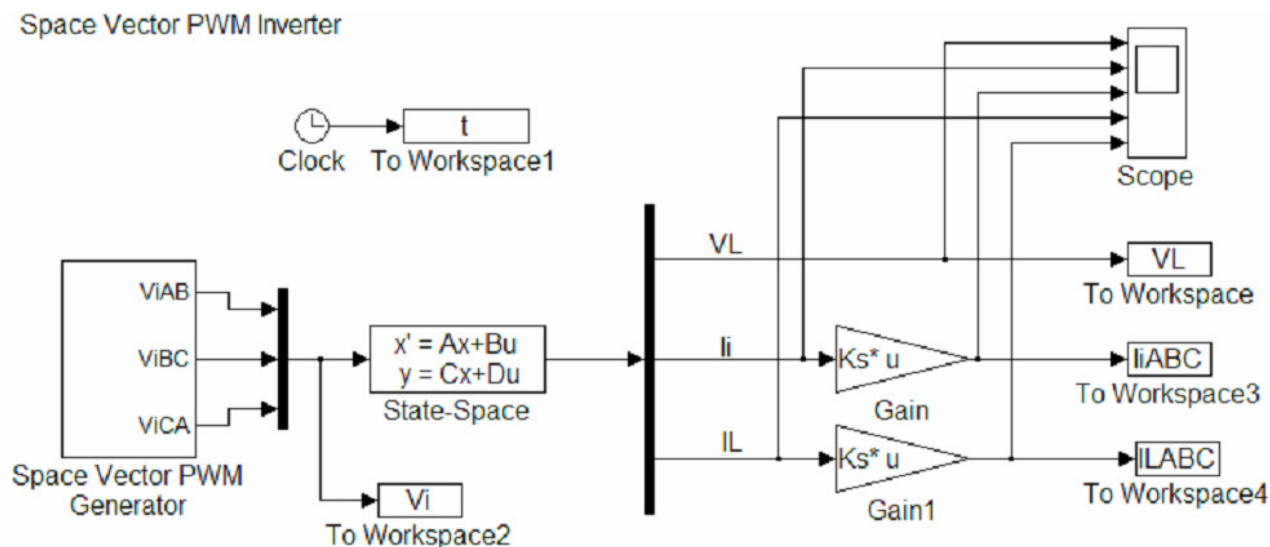 Space Vector PWM Inverter
t
Clock
To Workspace1
Scope
VL
VL
To Workspace
ViAB
ViBC
ViCA
Space Vector PWM
Generator
x' = Ax+Bu
y = Cx+Du
State-Space
Vi
To Workspace2
Ii
Ks* u
Gain
IiABC
To Workspace3
IL
Ks* u
Gain1
ILABC
To Workspace4